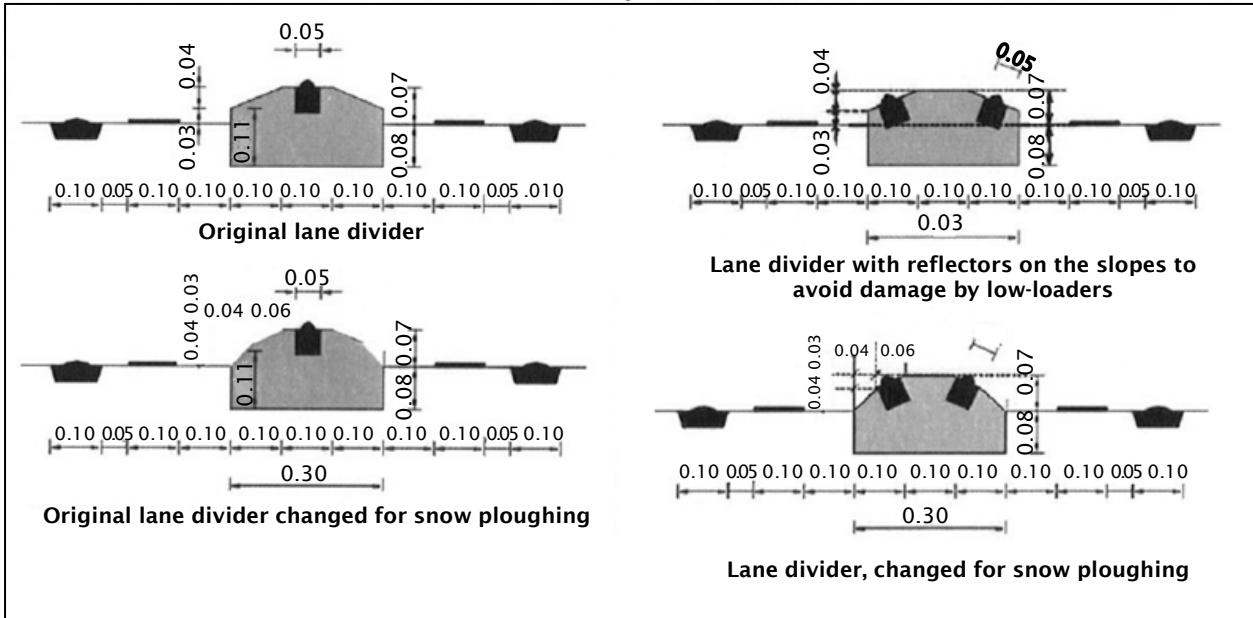 0.05
0.04
0.03
0.11
0.07
0.08
0.10 0.05 0.10 0.10 0.10 0.10 0.10 0.10 0.10 0.05 .010
Original lane divider
0.05
0.04
0.03
0.07
0.08
0.10 0.05 0.10 0.10 0.10 0.10 0.10 0.10 0.10 0.05 0.10
0.03
Lane divider with reflectors on the slopes to
avoid damage by low-loaders
0.05
0.04 0.03
0.04 0.06
0.11
0.07
0.08
0.10 0.05 0.10 0.10 0.10 0.10 0.10 0.10 0.10 0.05 0.10
0.30
Original lane divider changed for snow ploughing
0.04 0.03
0.04 0.06
0.07
0.08
0.10 0.05 0.10 0.10 0.10 0.10 0.10 0.10 0.10 0.05 0.10
0.30
Lane divider, changed for snow ploughing